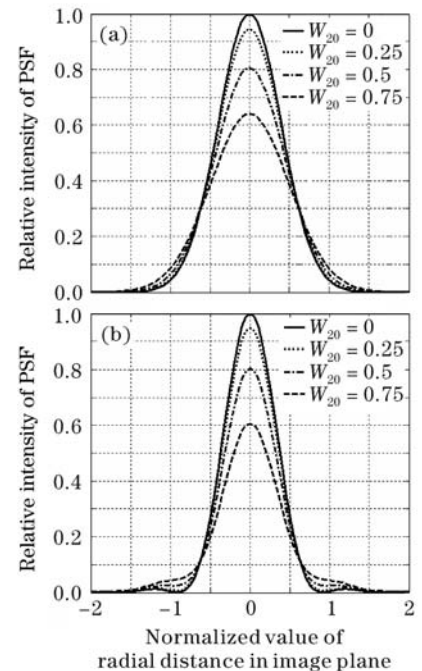 Relative intensity of PSF
1.0
0.8
0.6
0.4
0.2
0.0
(a)
W20 = 0
W20 = 0.25
W20 = 0.5
W20 = 0.75
Relative intensity of PSF
1.0
0.8
0.6
0.4
0.2
0.0
(b)
W20 = 0
W20 = 0.25
W20 = 0.5
W20 = 0.75
−2 −1 0 1 2
Normalized value of
radial distance in image plane